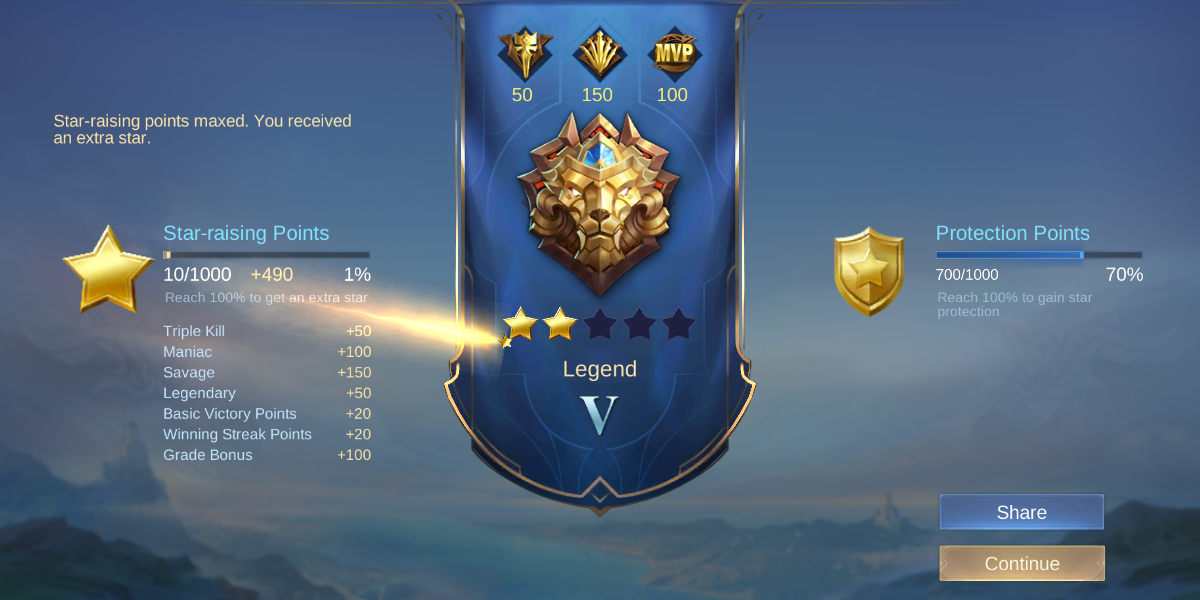 MVP
50 150 100
Star-raising points maxed. You received
an extra star.
Star-raising Points
10/1000 +490 1%
Reach 100% to get an extra star
Triple Kill +50
Maniac +100
Savage +150
Legendary +50
Basic Victory Points +20
Winning Streak Points +20
Grade Bonus +100
Legend
V
Protection Points
700/1000 70%
Reach 100% to gain star
protection
Share
Continue